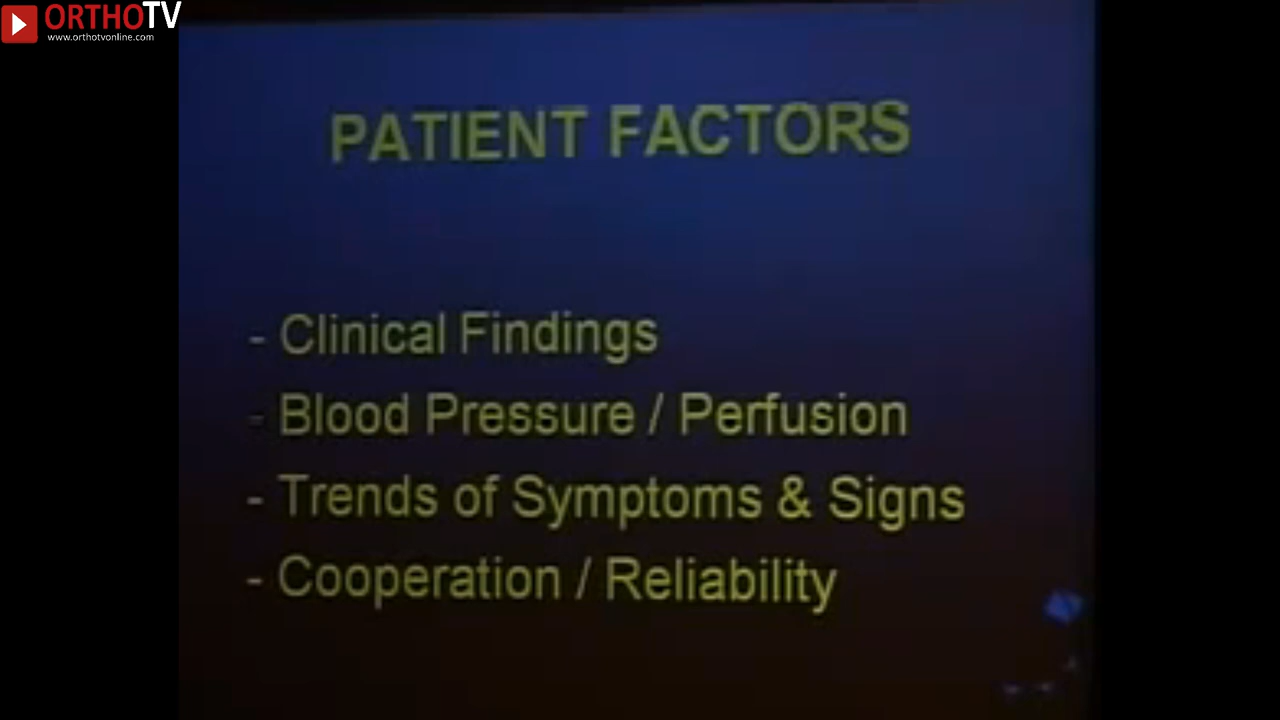 ORTHOTV
www.orthotvonline.com
PATIENT FACTORS
- Clinical Findings
- Blood Pressure / Perfusion
- Trends of Symptoms & Signs
- Cooperation / Reliability